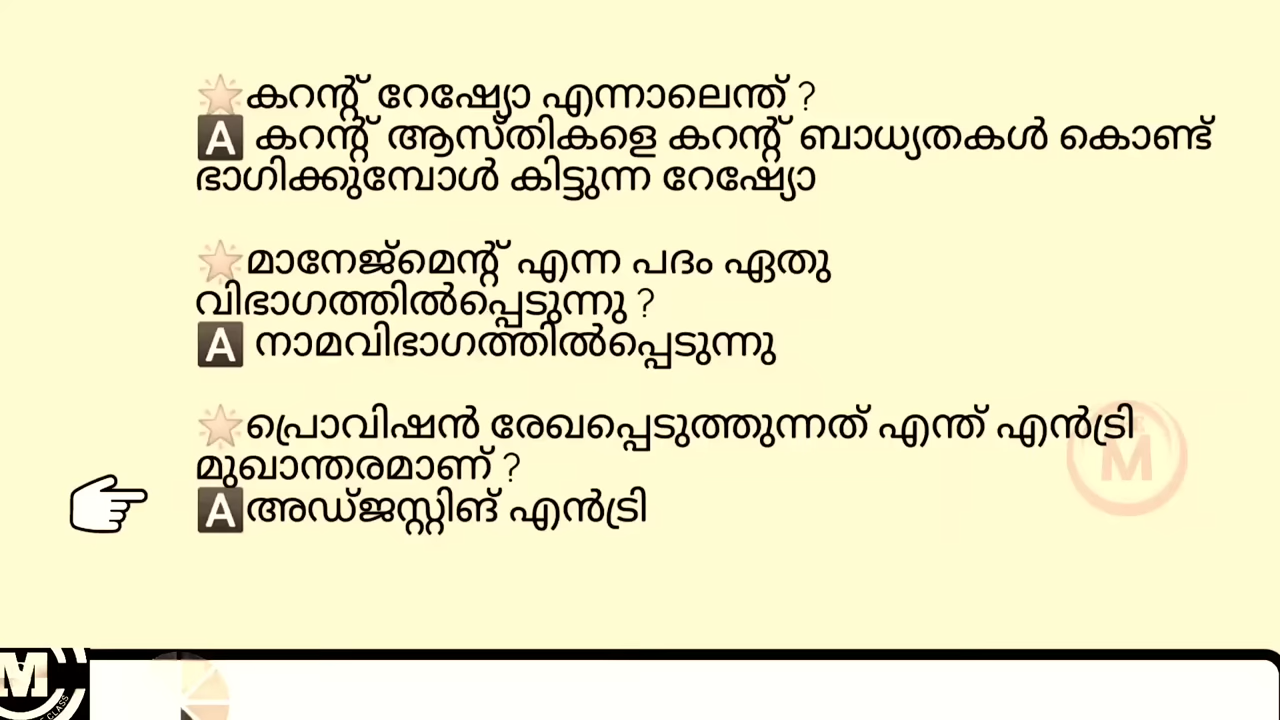 കറന്റ് റേഷ്യോ എന്നാലെന്ത് ?
A കറന്റ് ആസ്തികളെ കറന്റ് ബാധ്യതകൾ കൊണ്ട്
ഭാഗിക്കുമ്പോൾ കിട്ടുന്ന റേഷ്യോ
മാനേജ്മെന്റ് എന്ന പദം ഏതു
വിഭാഗത്തിൽപ്പെടുന്നു ?
A നാമവിഭാഗത്തിൽപ്പെടുന്നു
പ്രൊവിഷൻ രേഖപ്പെടുത്തുന്നത് എന്ത് എൻട്രി
മുഖാന്തരമാണ് ?
A അഡ്ജസ്റ്റിങ് എൻട്രി
M
M
CLASS